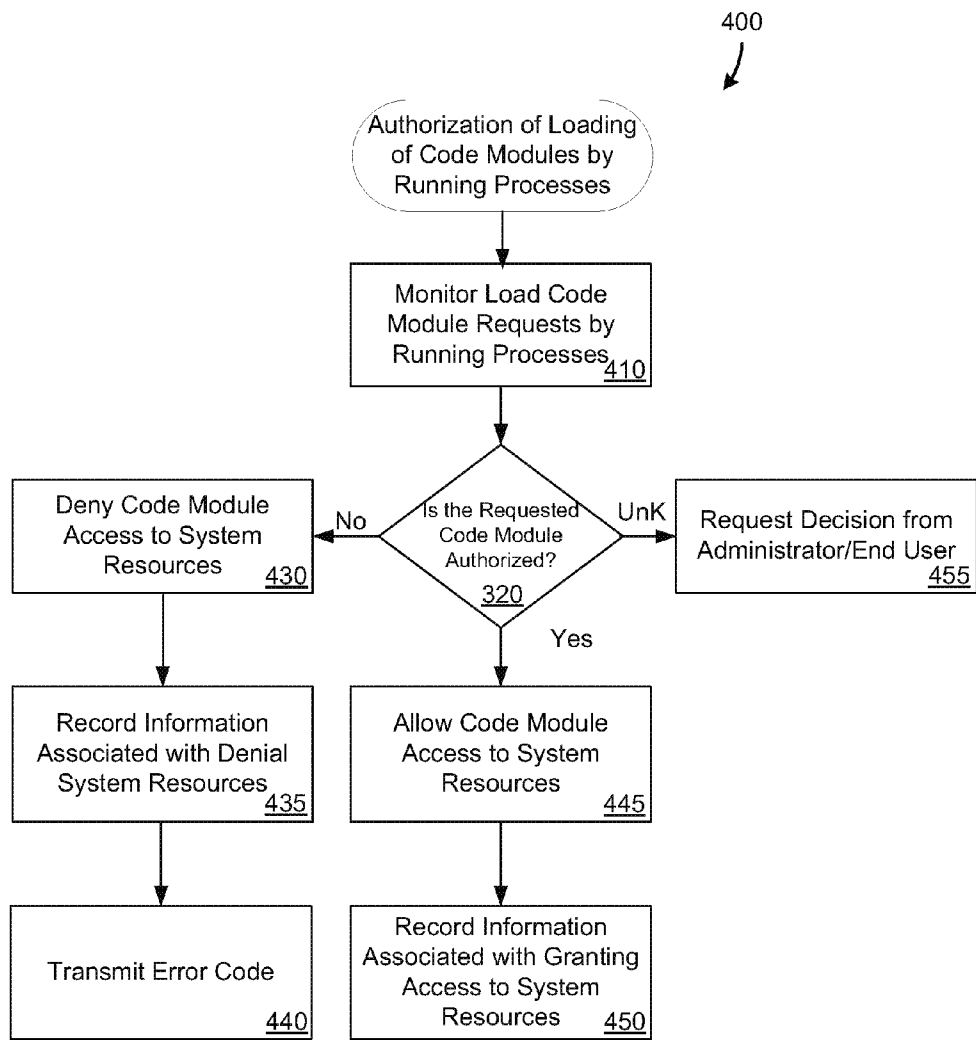 400
Authorization of Loading
of Code Modules by
Running Processes
Monitor Load Code
Module Requests by
Running Processes
410
Is the Requested
Code Module
Authorized?
320
No
UnK
Yes
Deny Code Module
Access to System
Resources
430
Request Decision from
Administrator/End User
455
Record Information
Associated with Denial
System Resources
435
Allow Code Module
Access to System
Resources
445
Transmit Error Code
440
Record Information
Associated with Granting
Access to System
Resources
450